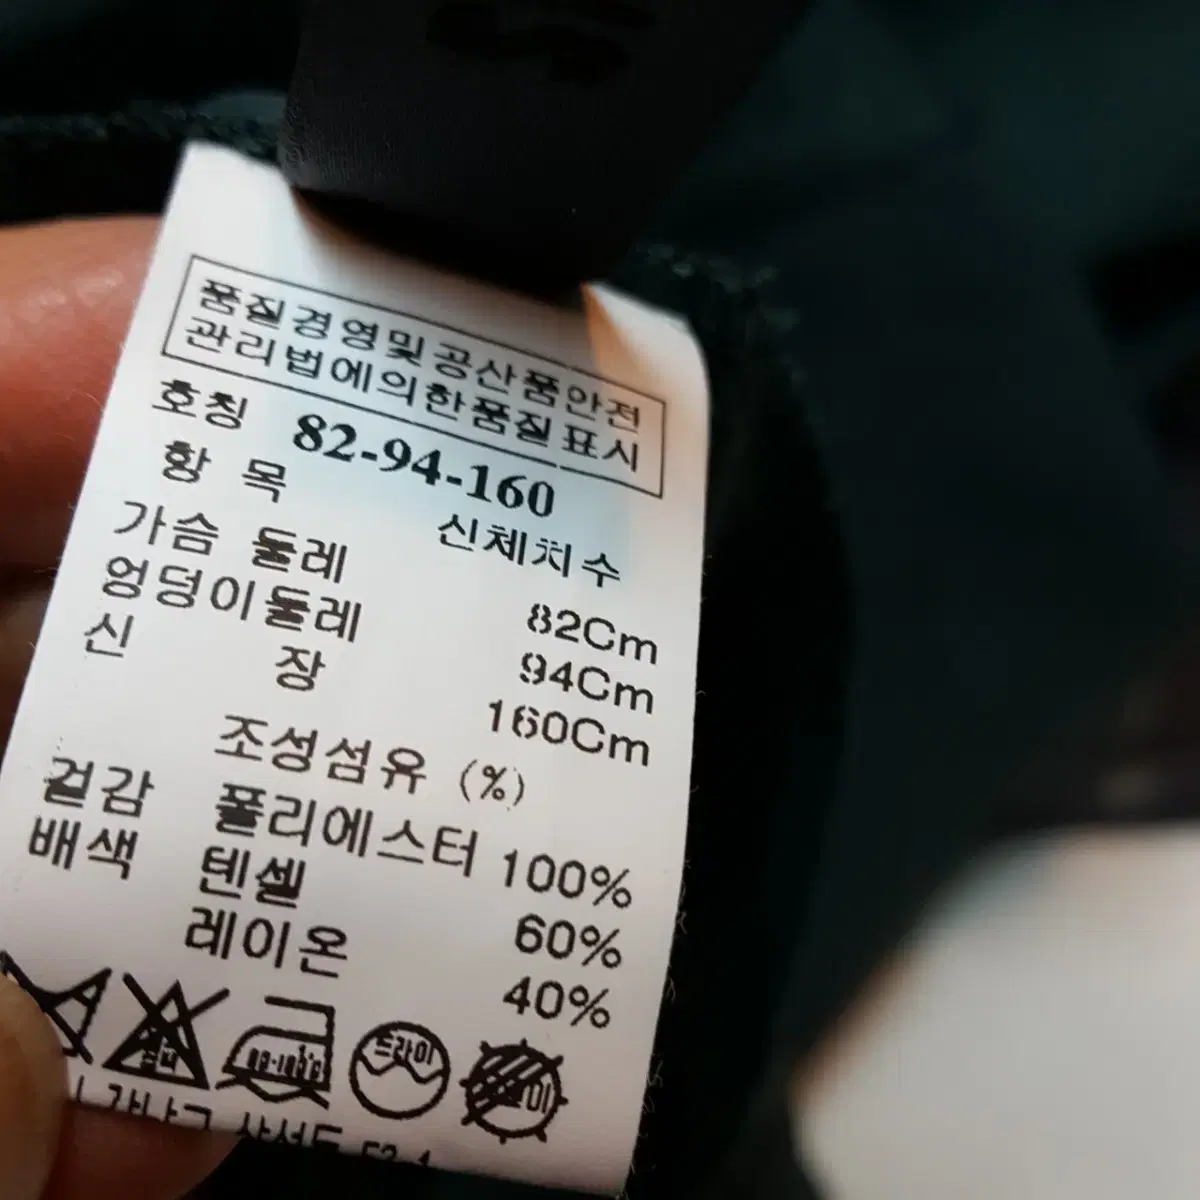 품질경영및공산품안전
관리법에의한품질표시
호칭 82-94-160
항 목 신체치수
가슴 둘레 82Cm
엉덩이둘레 94Cm
신 장 160Cm
조성섬유 (%)
겉감 폴리에스터 100%
배색 텐셀 60%
레이온 40%
드라이